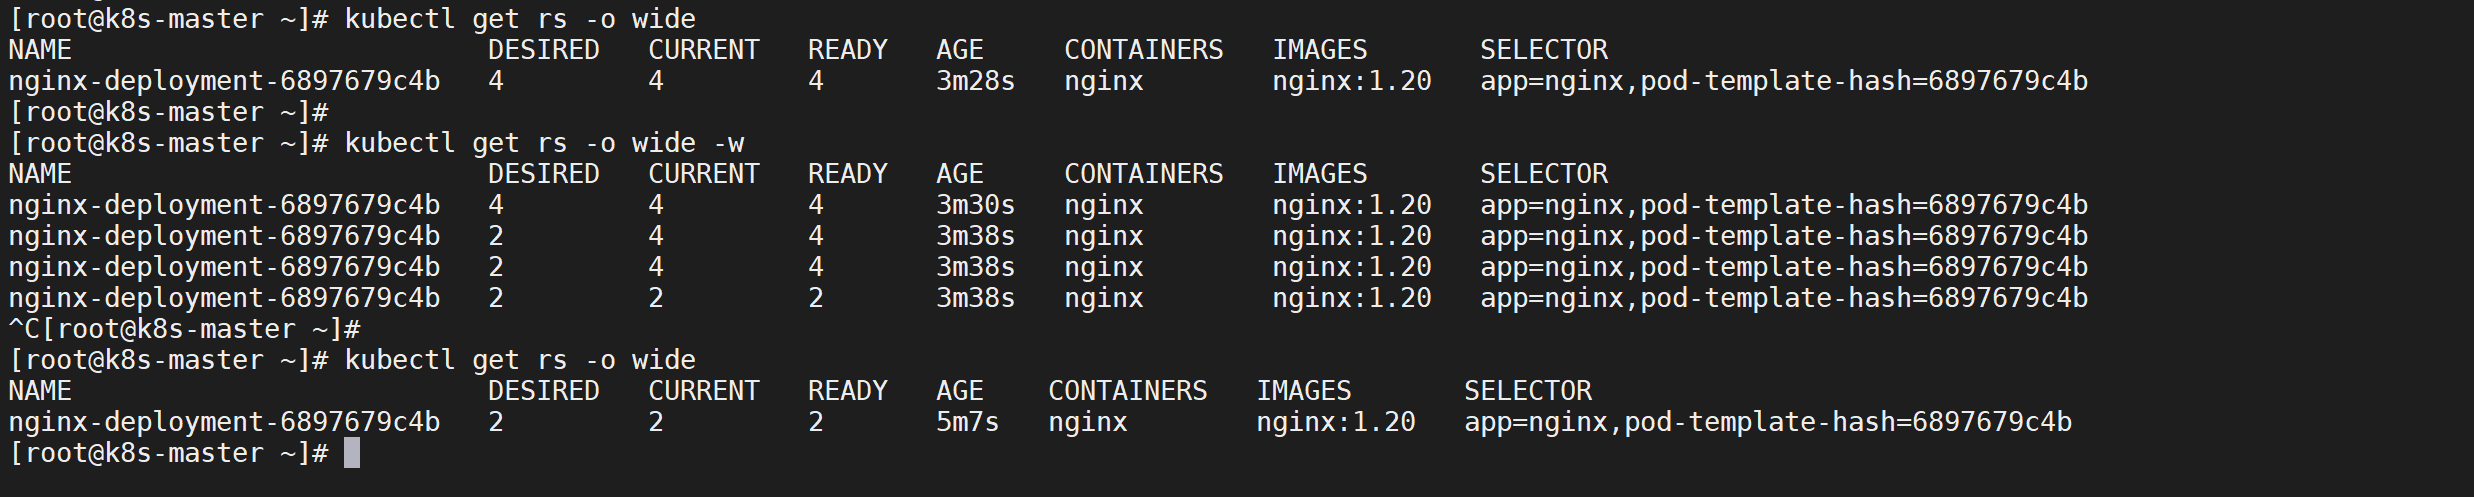 [root@k8s-master ~]# kubectl get rs -o wide
NAME                          DESIRED   CURRENT   READY   AGE     CONTAINERS   IMAGES       SELECTOR
nginx-deployment-6897679c4b   4         4         4       3m28s   nginx        nginx:1.20   app=nginx,pod-template-hash=6897679c4b
[root@k8s-master ~]#
[root@k8s-master ~]# kubectl get rs -o wide -w
NAME                          DESIRED   CURRENT   READY   AGE     CONTAINERS   IMAGES       SELECTOR
nginx-deployment-6897679c4b   4         4         4       3m30s   nginx        nginx:1.20   app=nginx,pod-template-hash=6897679c4b
nginx-deployment-6897679c4b   2         4         4       3m38s   nginx        nginx:1.20   app=nginx,pod-template-hash=6897679c4b
nginx-deployment-6897679c4b   2         4         4       3m38s   nginx        nginx:1.20   app=nginx,pod-template-hash=6897679c4b
nginx-deployment-6897679c4b   2         2         2       3m38s   nginx        nginx:1.20   app=nginx,pod-template-hash=6897679c4b
^C[root@k8s-master ~]#
[root@k8s-master ~]# kubectl get rs -o wide
NAME                          DESIRED   CURRENT   READY   AGE    CONTAINERS   IMAGES       SELECTOR
nginx-deployment-6897679c4b   2         2         2       5m7s   nginx        nginx:1.20   app=nginx,pod-template-hash=6897679c4b
[root@k8s-master ~]#